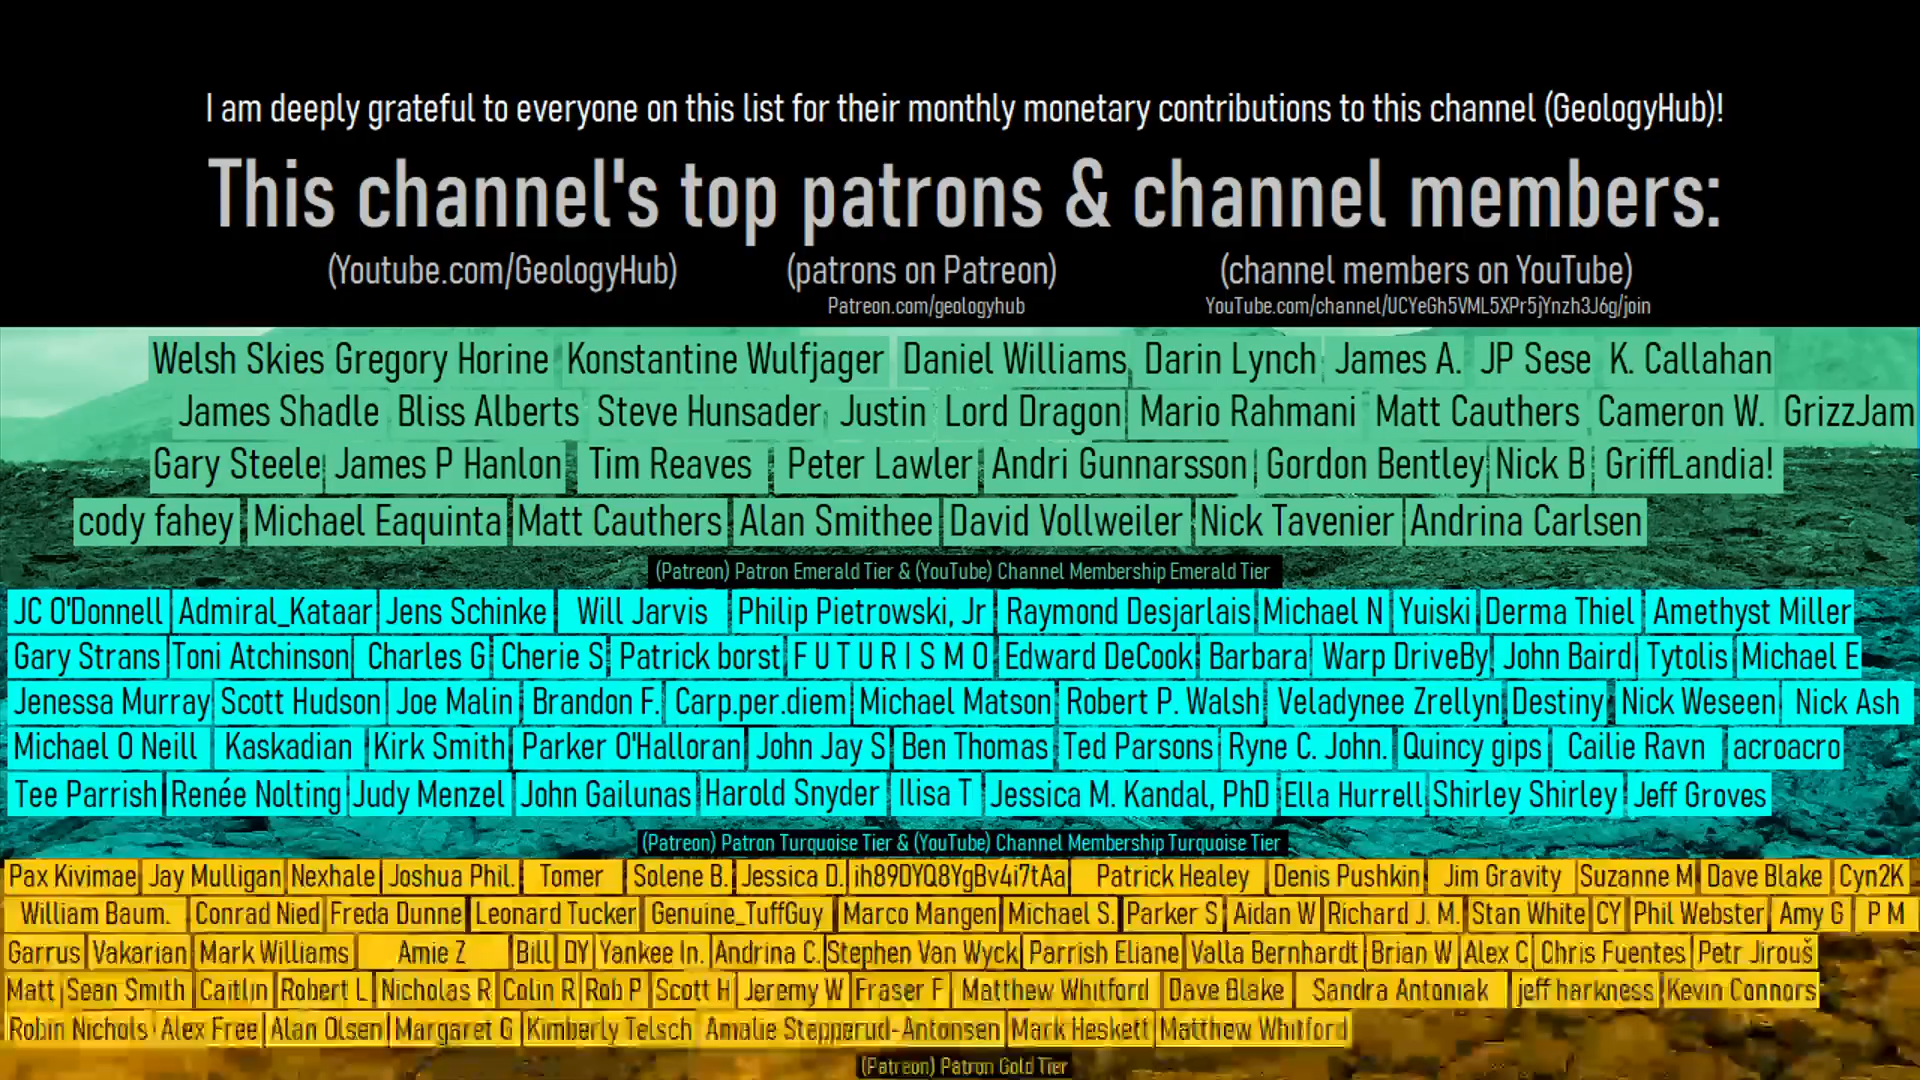 I am deeply grateful to everyone on this list for their monthly monetary contributions to this channel (GeologyHub)!
This channel's top patrons & channel members:
(Youtube.com/GeologyHub) (patrons on Patreon) (channel members on YouTube)
Patreon.com/geologyhub YouTube.com/channel/UCYeGh5VML5XPr5jYnzh3J6g/join
Welsh Skies Gregory Horine Konstantine Wulfjager Daniel Williams Darin Lynch James A. JP Sese K. Callahan
James Shadle Bliss Alberts Steve Hunsader Justin Lord Dragon Mario Rahmani Matt Cauthers Cameron W. GrizzJam
Gary Steele James P Hanlon Tim Reaves Peter Lawler Andri Gunnarsson Gordon Bentley Nick B GriffLandia!
cody fahey Michael Eaquinta Matt Cauthers Alan Smithee David Vollweiler Nick Tavenier Andrina Carlsen
(Patreon) Patron Emerald Tier & (YouTube) Channel Membership Emerald Tier
JC O'Donnell Admiral_Kataar Jens Schinke Will Jarvis Philip Pietrowski, Jr Raymond Desjarlais Michael N Yuiski Derma Thiel Amethyst Miller
Gary Strans Toni Atchinson Charles G Cherie S Patrick borst F U T U R I S M O Edward DeCook Barbara Warp DriveBy John Baird Tytolis Michael E
Jenessa Murray Scott Hudson Joe Malin Brandon F. Carp.per.diem Michael Matson Robert P. Walsh Veladynee Zrellyn Destiny Nick Weseen Nick Ash
Michael O Neill Kaskadian Kirk Smith Parker O'Halloran John Jay S Ben Thomas Ted Parsons Ryne C. John. Quincy gips Cailie Ravn acroacro
Tee Parrish Renée Nolting Judy Menzel John Gailunas Harold Snyder Ilisa T Jessica M. Kandal, PhD Ella Hurrell Shirley Shirley Jeff Groves
(Patreon) Patron Turquoise Tier & (YouTube) Channel Membership Turquoise Tier
Pax Kivimae Jay Mulligan Nexhale Joshua Phil. Tomer Solene B. Jessica D. ih89DYQ8YgBv4i7tAa Patrick Healey Denis Pushkin Jim Gravity Suzanne M Dave Blake Cyn2K
William Baum. Conrad Nied Freda Dunne Leonard Tucker Genuine_TuffGuy Marco Mangen Michael S. Parker S Aidan W Richard J. M. Stan White CY Phil Webster Amy G P M
Garrus Vakarian Mark Williams Amie Z Bill DY Yankee In. Andrina C. Stephen Van Wyck Parrish Eliane Valla Bernhardt Brian W Alex C Chris Fuentes Petr Jirouš
Matt Sean Smith Caitlyn Robert L Nicholas R Colin R Rob P Scott H Jeremy W Fraser F Matthew Whitford Dave Blake Sandra Antoniak jeff harkness Kevin Connors
Robin Nichols Alex Free Alan Olsen Margaret G Kimberly Telsch Amalie Stepperud-Antonsen Mark Heskett Matthew Whitford
(Patreon) Patron Gold Tier